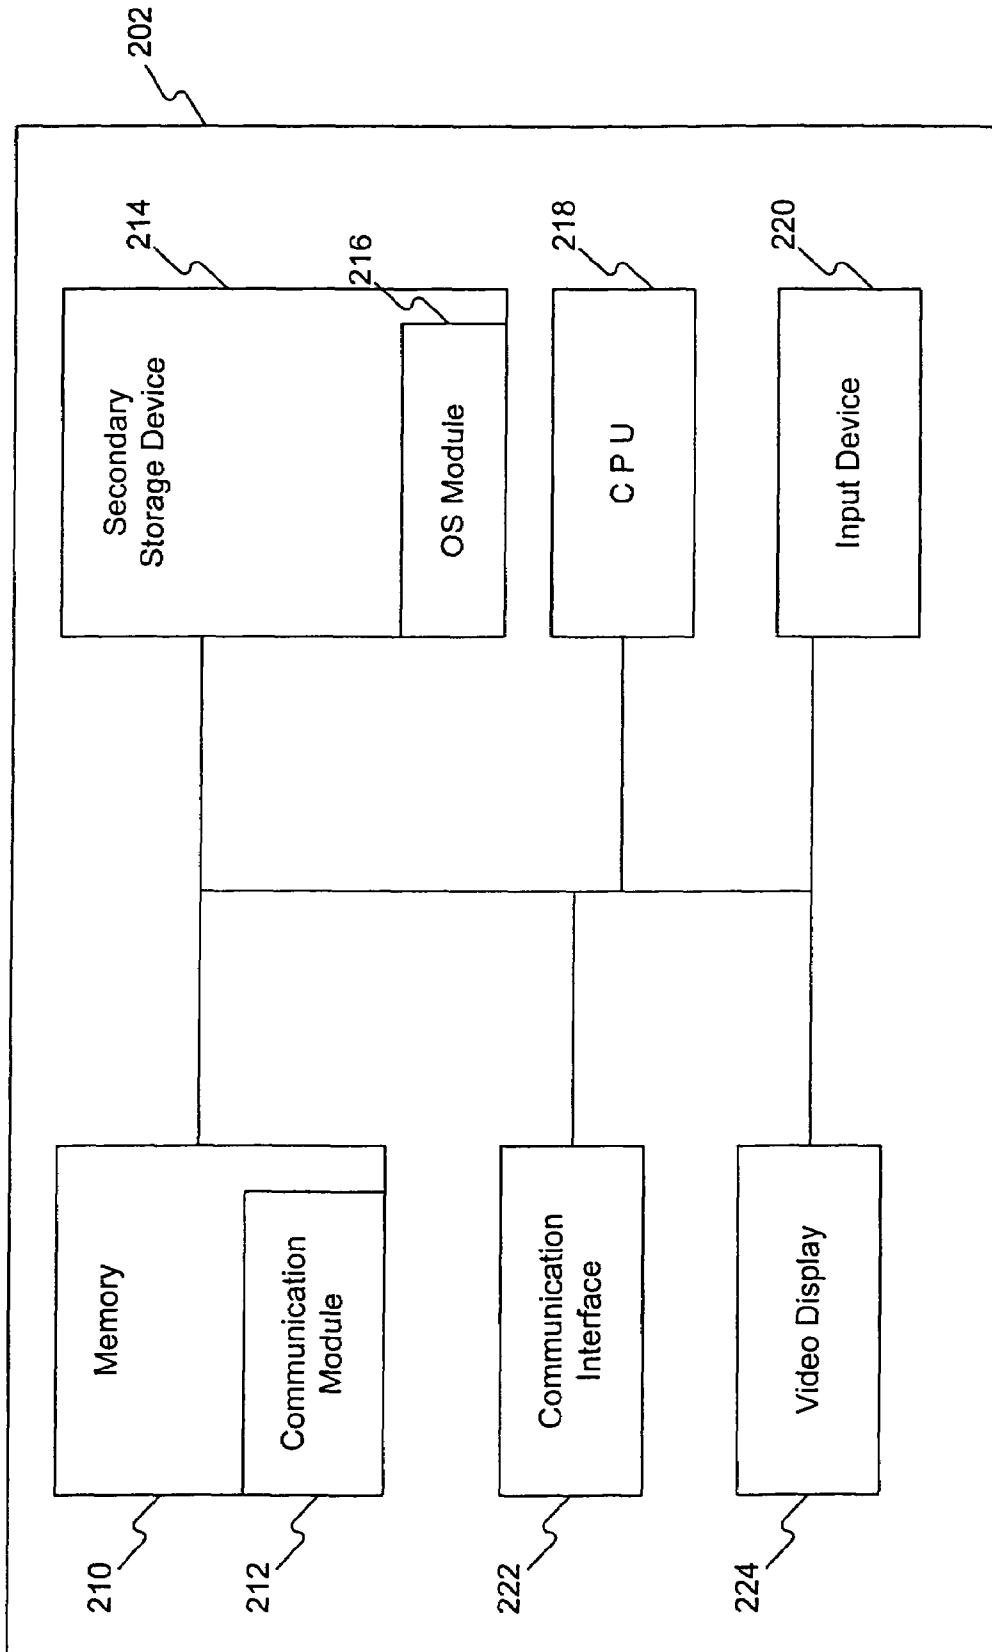 202
Memory
Communication
Module
210
212
Secondary
Storage Device
214
OS Module
216
Communication
Interface
222
C P U
218
Video Display
224
Input Device
220